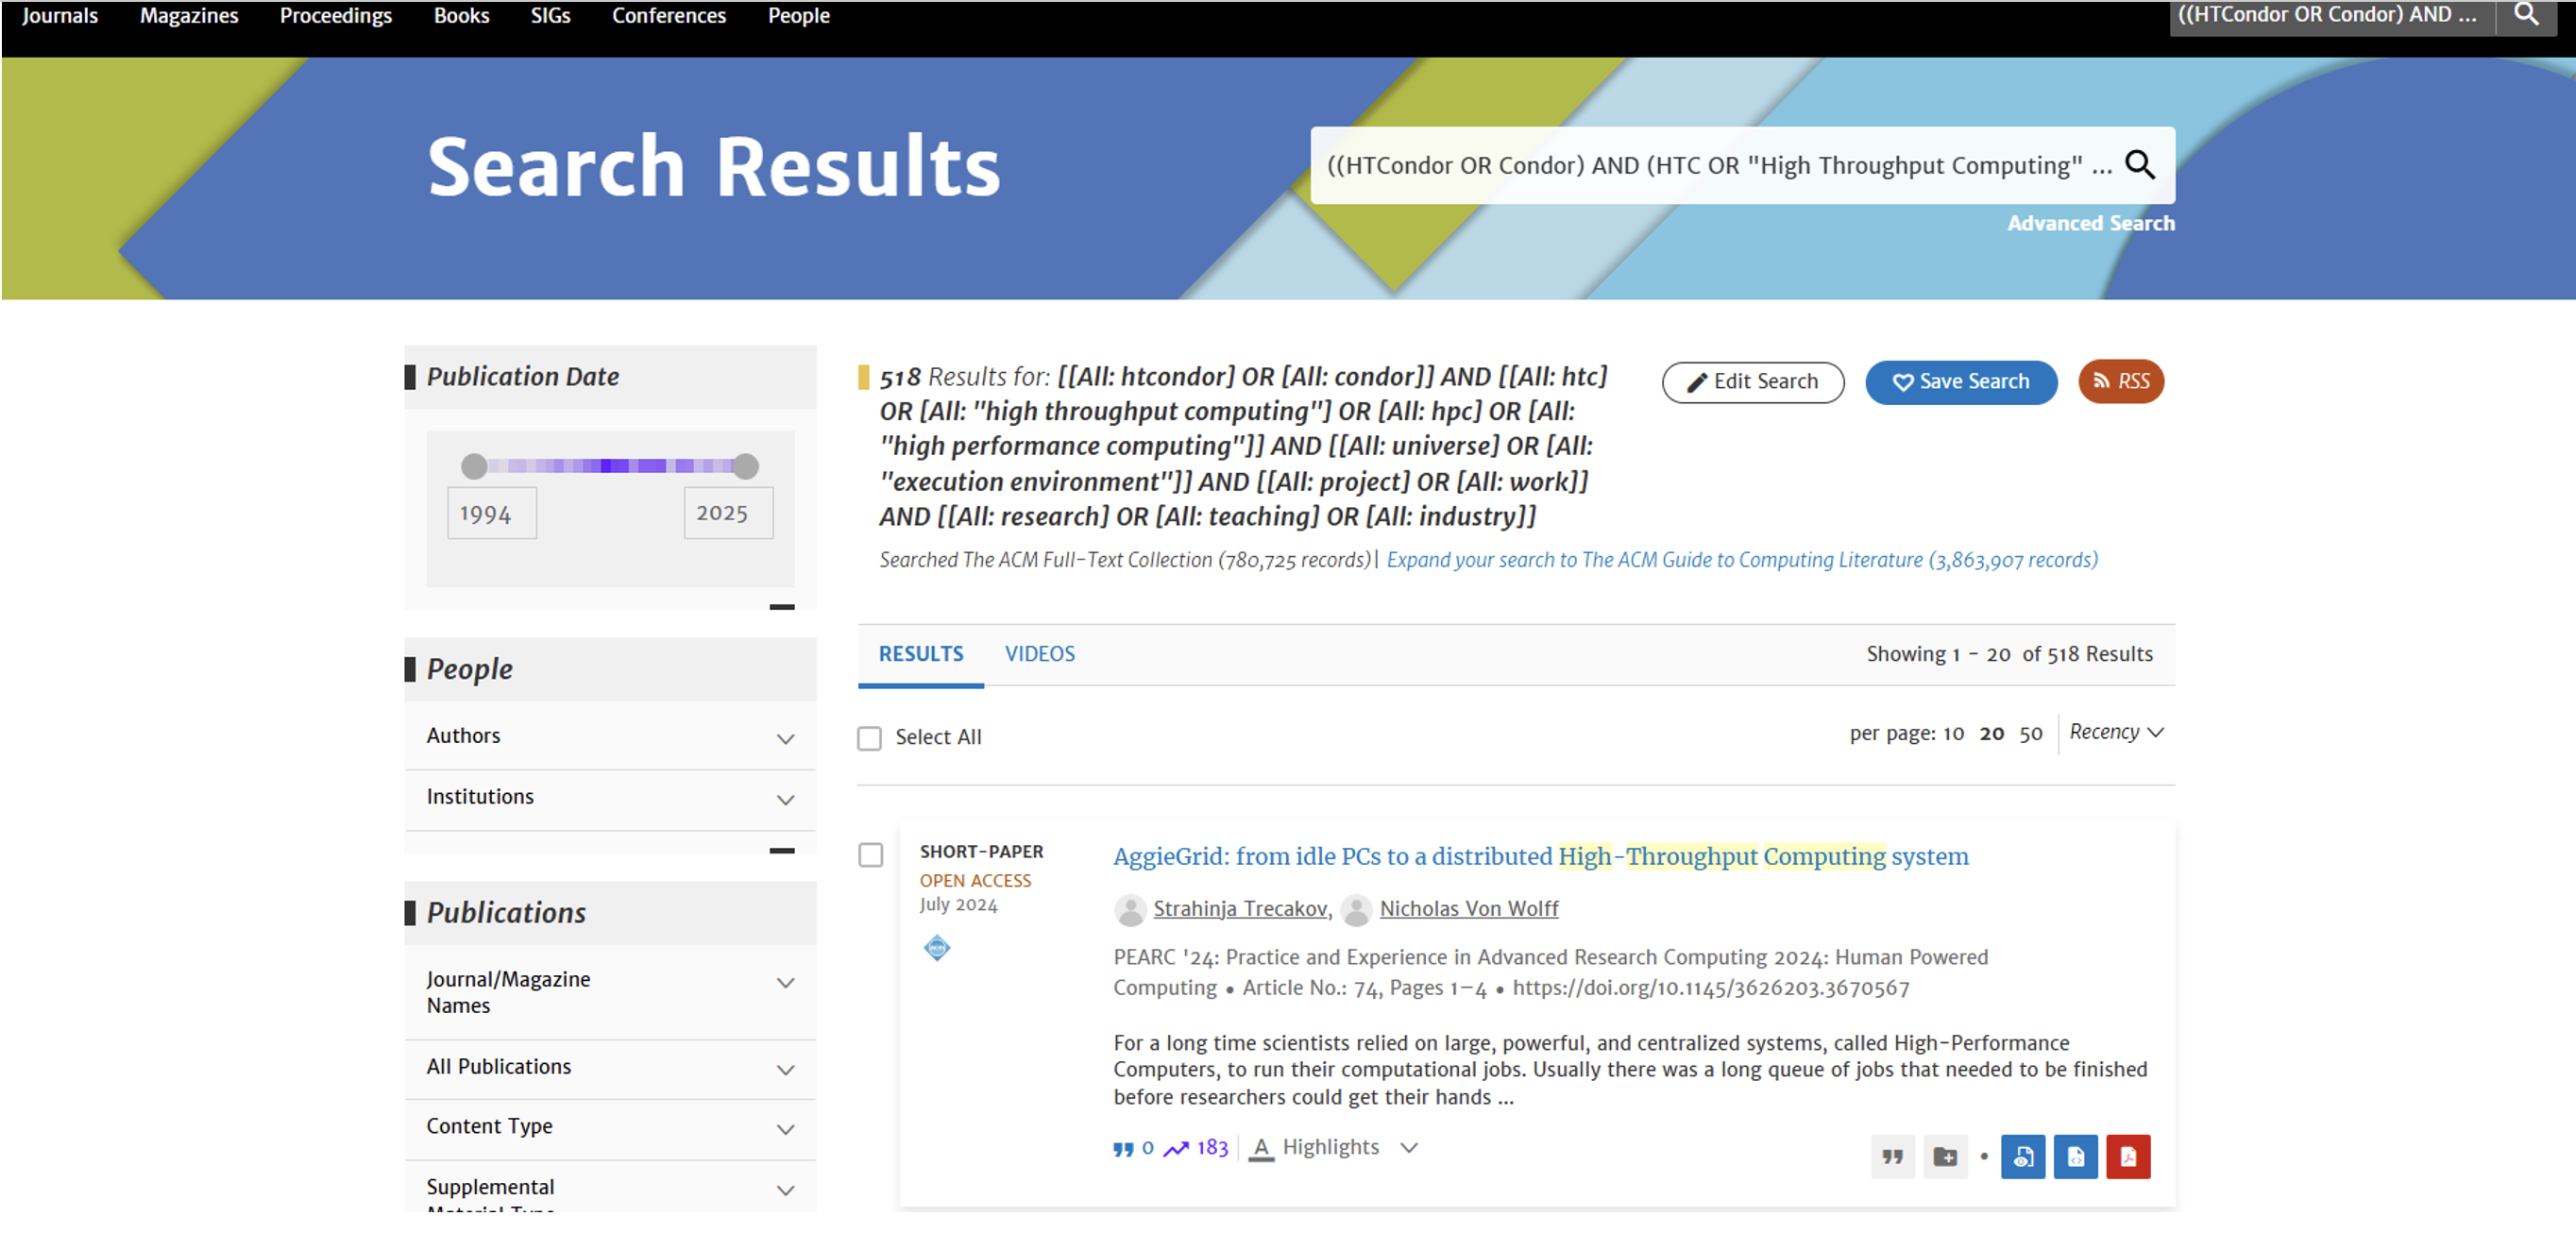 Journals Magazines Proceedings Books SIGs Conferences People
((HTCondor OR Condor) AND ...
Search Results
((HTCondor OR Condor) AND (HTC OR "High Throughput Computing" ...
Advanced Search
Publication Date
1994
2025
People
Authors
Institutions
Publications
Journal/Magazine
Names
All Publications
Content Type
Supplemental
Material Type
518 Results for: [[All: htcondor] OR [All: condor]] AND [[All: htc]
OR [All: "high throughput computing"] OR [All: hpc] OR [All:
"high performance computing"]] AND [[All: universe] OR [All:
"execution environment"]] AND [[All: project] OR [All: work]]
AND [[All: research] OR [All: teaching] OR [All: industry]]
Edit Search
Save Search
RSS
Searched The ACM Full-Text Collection (780,725 records)| Expand your search to The ACM Guide to Computing Literature (3,863,907 records)
RESULTS VIDEOS
Showing 1 - 20 of 518 Results
Select All
per page: 10 20 50 Recency
SHORT-PAPER
OPEN ACCESS
July 2024
AggieGrid: from idle PCs to a distributed High-Throughput Computing system
Strahinja Trecakov, Nicholas Von Wolff
PEARC '24: Practice and Experience in Advanced Research Computing 2024: Human Powered
Computing • Article No.: 74, Pages 1–4 • https://doi.org/10.1145/3626203.3670567
For a long time scientists relied on large, powerful, and centralized systems, called High-Performance
Computers, to run their computational jobs. Usually there was a long queue of jobs that needed to be finished
before researchers could get their hands ...
0 183 A Highlights